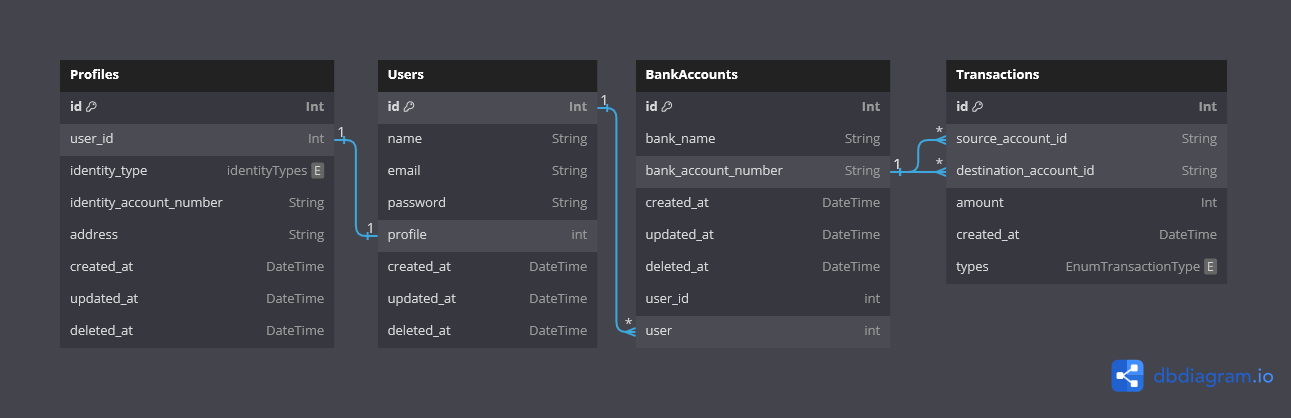 Profiles
id Int
user_id Int
identity_type identityTypes E
identity_account_number String
address String
created_at DateTime
updated_at DateTime
deleted_at DateTime
1
1
Users
id Int
name String
email String
password String
profile int
created_at DateTime
updated_at DateTime
deleted_at DateTime
1
*
BankAccounts
id Int
bank_name String
bank_account_number String
created_at DateTime
updated_at DateTime
deleted_at DateTime
user_id int
user int
1
*
*
Transactions
id Int
source_account_id String
destination_account_id String
amount Int
created_at DateTime
types EnumTransactionType E
dbdiagram.io